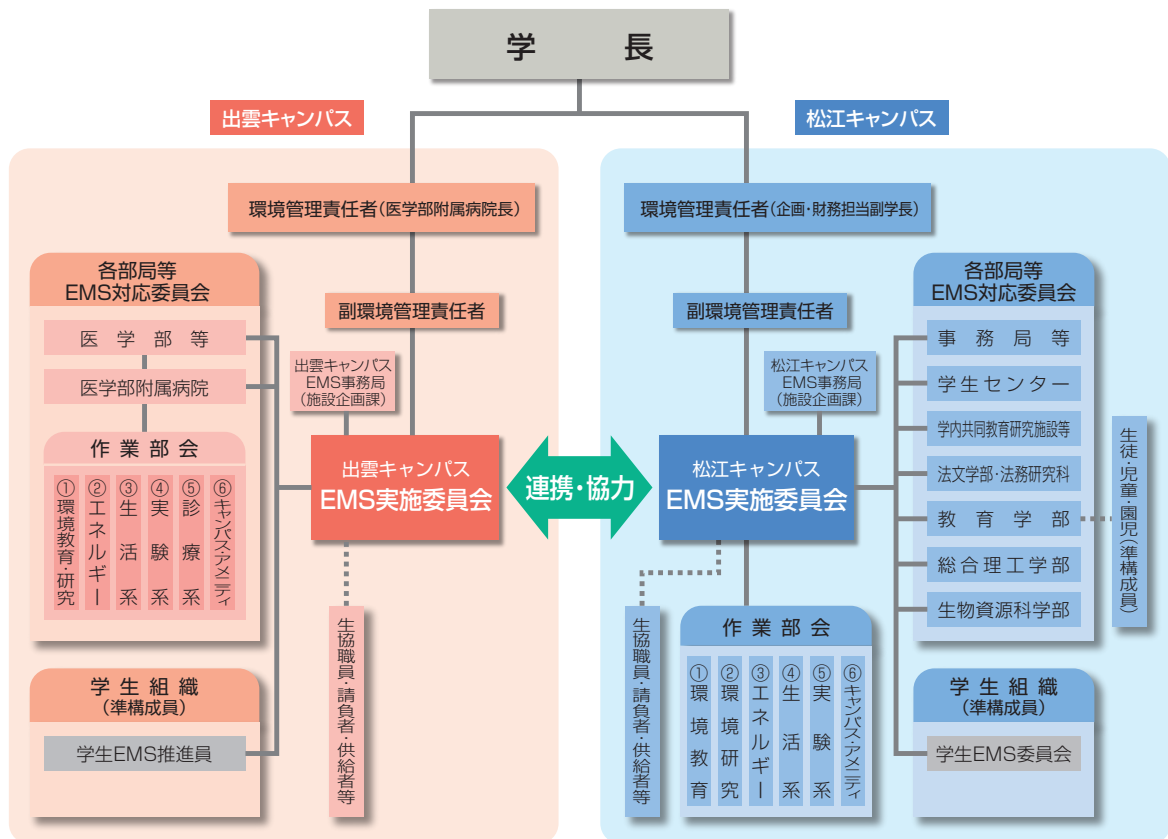 学長
出雲キャンパス
松江キャンパス
環境管理責任者(医学部附属病院長)
副環境管理責任者
各部局等
EMS対応委員会
医学部等
医学部附属病院
作業部会
①環境教育・研究
②エネルギー
③生活系
④実験系
⑤診療系
⑥キャンパス・アメニティ
学生組織
(準構成員)
学生EMS推進員
出雲キャンパス
EMS事務局
(施設企画課)
出雲キャンパス
EMS実施委員会
生協職員・請負者・供給者等
連携・協力
環境管理責任者(企画・財務担当副学長)
副環境管理責任者
松江キャンパス
EMS事務局
(施設企画課)
松江キャンパス
EMS実施委員会
生協職員・請負者・供給者等
作業部会
①環境教育
②環境研究
③エネルギー
④生活系
⑤実験系
⑥キャンパス・アメニティ
各部局等
EMS対応委員会
事務局等
学生センター
学内共同教育研究施設等
法文学部・法務研究科
教育学部
総合理工学部
生物資源科学部
生徒・児童・園児(準構成員)
学生組織
(準構成員)
学生EMS委員会